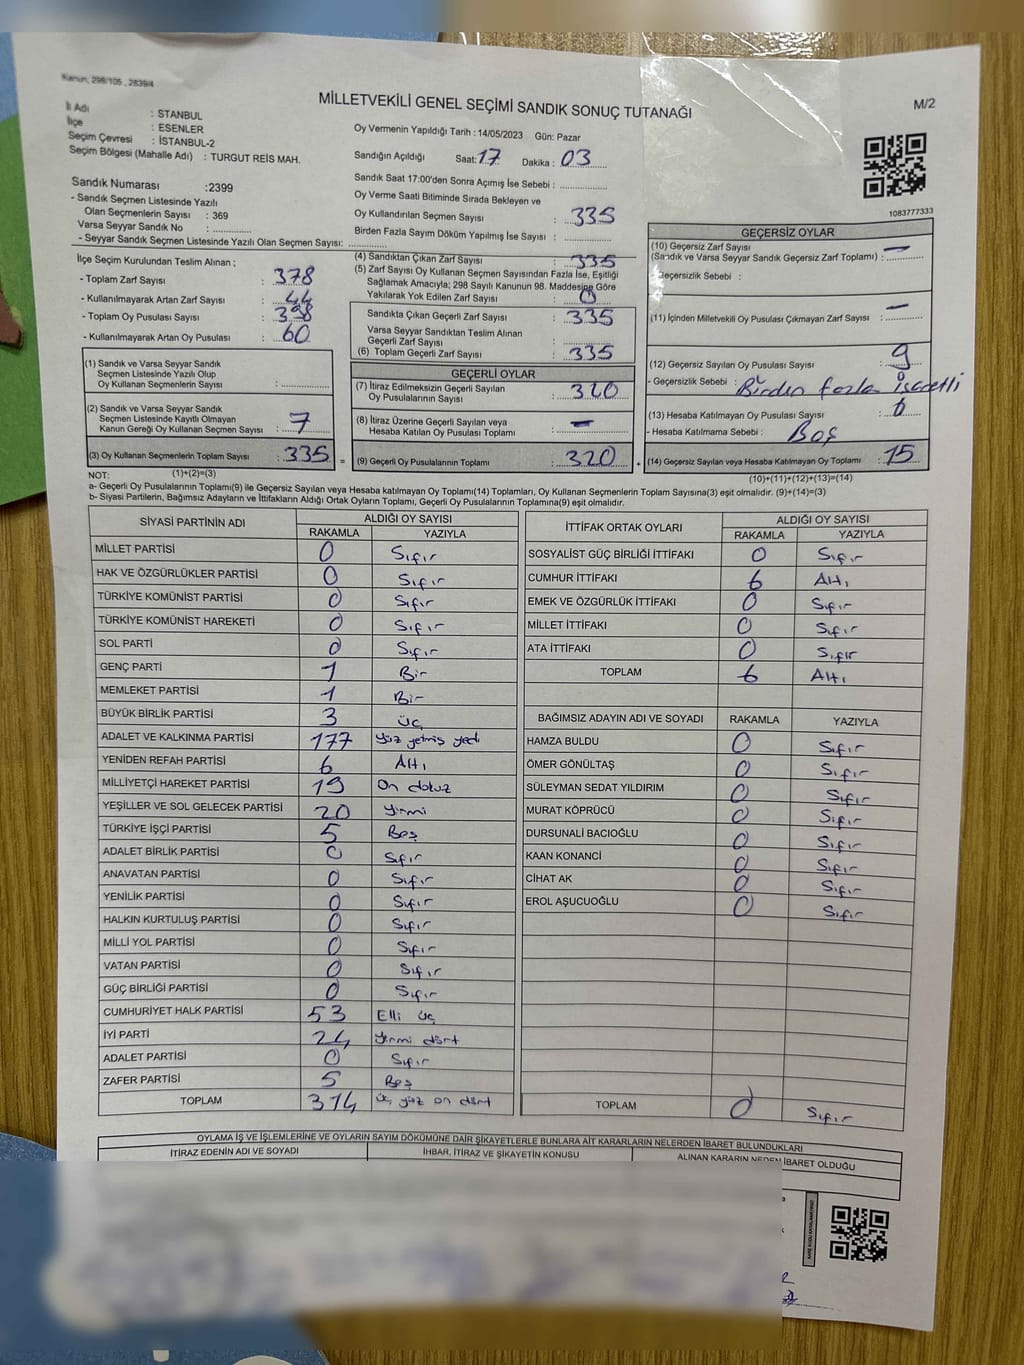 Kanun; 298/105 , 2839/4
MİLLETVEKİLİ GENEL SEÇİMİ SANDIK SONUÇ TUTANAĞI
M/2
İl Adı : STANBUL
İlçe : ESENLER
Seçim Çevresi : İSTANBUL-2
Seçim Bölgesi (Mahalle Adı) : TURGUT REİS MAH.
Oy Vermenin Yapıldığı Tarih : 14/05/2023 Gün: Pazar
Sandığın Açıldığı Saat: 17 Dakika : 03
Sandık Saat 17:00'den Sonra Açımış İse Sebebi : ..............
Oy Verme Saati Bitiminde Sırada Bekleyen ve
Oy Kullandırılan Seçmen Sayısı : 335
Birden Fazla Sayım Döküm Yapılmış İse Sayısı : ..............
Sandık Numarası :2399
- Sandık Seçmen Listesinde Yazılı
Olan Seçmenlerin Sayısı : 369
Varsa Seyyar Sandık No : ..............
- Seyyar Sandık Seçmen Listesinde Yazılı Olan Seçmen Sayısı: ..............
1083777333
İlçe Seçim Kurulundan Teslim Alınan ;
- Toplam Zarf Sayısı : 378
- Kullanılmayarak Artan Zarf Sayısı : 44
- Toplam Oy Pusulası Sayısı : 398
- Kullanılmayarak Artan Oy Pusulası : 60
(4) Sandıktan Çıkan Zarf Sayısı : 335
(5) Zarf Sayısı Oy Kullanan Seçmen Sayısından Fazla İse, Eşitliği
Sağlamak Amacıyla; 298 Sayılı Kanunun 98. Maddesine Göre
Yakılarak Yok Edilen Zarf Sayısı : 0
Sandıkta Çıkan Geçerli Zarf Sayısı : 335
Varsa Seyyar Sandıktan Teslim Alınan
Geçerli Zarf Sayısı : ..............
(6) Toplam Geçerli Zarf Sayısı : 335
GEÇERSİZ OYLAR
(10) Geçersiz Zarf Sayısı —
(Sandık ve Varsa Seyyar Sandık Geçersiz Zarf Toplamı) : ..............
Geçersizlik Sebebi :
(11) İçinden Milletvekili Oy Pusulası Çıkmayan Zarf Sayısı : —
(12) Geçersiz Sayılan Oy Pusulası Sayısı : 9
- Geçersizlik Sebebi : Birden fazla işaretli
(13) Hesaba Katılmayan Oy Pusulası Sayısı : 6
- Hesaba Katılmama Sebebi : Boş
(14) Geçersiz Sayılan veya Hesaba Katılmayan Oy Toplamı : 15
(10)+(11)+(12)+(13)=(14)
(1) Sandık ve Varsa Seyyar Sandık
Seçmen Listesinde Yazılı Olup
Oy Kullanan Seçmenlerin Sayısı : ..............
(2) Sandık ve Varsa Seyyar Sandık
Seçmen Listesinde Kayıtlı Olmayan
Kanun Gereği Oy Kullanan Seçmen Sayısı : 7
(3) Oy Kullanan Seçmenlerin Toplam Sayısı : 335 =
(1)+(2)=(3)
GEÇERLİ OYLAR
(7) İtiraz Edilmeksizin Geçerli Sayılan
Oy Pusulalarının Sayısı : 320
(8) İtiraz Üzerine Geçerli Sayılan veya
Hesaba Katılan Oy Pusulası Toplamı : —
(9) Geçerli Oy Pusulalarının Toplamı : 320 +
NOT:
a- Geçerli Oy Pusulalarının Toplamı(9) ile Geçersiz Sayılan veya Hesaba katılmayan Oy Toplamı(14) Toplamları, Oy Kullanan Seçmenlerin Toplam Sayısına(3) eşit olmalıdır. (9)+(14)=(3)
b- Siyasi Partilerin, Bağımsız Adayların ve İttifakların Aldığı Ortak Oyların Toplamı, Geçerli Oy Pusulalarının Toplamına(9) eşit olmalıdır.
SİYASİ PARTİNİN ADI ALDIĞI OY SAYISI
RAKAMLA YAZIYLA
MİLLET PARTİSİ 0 Sıfır
HAK VE ÖZGÜRLÜKLER PARTİSİ 0 Sıfır
TÜRKİYE KOMÜNİST PARTİSİ 0 Sıfır
TÜRKİYE KOMÜNİST HAREKETİ 0 Sıfır
SOL PARTİ 0 Sıfır
GENÇ PARTİ 1 Bir
MEMLEKET PARTİSİ 1 Bir
BÜYÜK BİRLİK PARTİSİ 3 üç
ADALET VE KALKINMA PARTİSİ 177 yüz yetmiş yedi
YENİDEN REFAH PARTİSİ 6 Altı
MİLLİYETÇİ HAREKET PARTİSİ 19 On dokuz
YEŞİLLER VE SOL GELECEK PARTİSİ 20 yirmi
TÜRKİYE İŞÇİ PARTİSİ 5 Beş
ADALET BİRLİK PARTİSİ 0 Sıfır
ANAVATAN PARTİSİ 0 Sıfır
YENİLİK PARTİSİ 0 Sıfır
HALKIN KURTULUŞ PARTİSİ 0 Sıfır
MİLLİ YOL PARTİSİ 0 Sıfır
VATAN PARTİSİ 0 Sıfır
GÜÇ BİRLİĞİ PARTİSİ 0 Sıfır
CUMHURİYET HALK PARTİSİ 53 Elli üç
İYİ PARTİ 24 yirmi dört
ADALET PARTİSİ 0 Sıfır
ZAFER PARTİSİ 5 Beş
TOPLAM 314 üç yüz on dört
İTTİFAK ORTAK OYLARI ALDIĞI OY SAYISI
RAKAMLA YAZIYLA
SOSYALİST GÜÇ BİRLİĞİ İTTİFAKI 0 Sıfır
CUMHUR İTTİFAKI 6 Altı
EMEK VE ÖZGÜRLÜK İTTİFAKI 0 Sıfır
MİLLET İTTİFAKI 0 Sıfır
ATA İTTİFAKI 0 Sıfır
TOPLAM 6 Altı
BAĞIMSIZ ADAYIN ADI VE SOYADI RAKAMLA YAZIYLA
HAMZA BULDU 0 Sıfır
ÖMER GÖNÜLTAŞ 0 Sıfır
SÜLEYMAN SEDAT YILDIRIM 0 Sıfır
MURAT KÖPRÜCÜ 0 Sıfır
DURSUNALİ BACIOĞLU 0 Sıfır
KAAN KONANCİ 0 Sıfır
CİHAT AK 0 Sıfır
EROL AŞUCUOĞLU 0 Sıfır
TOPLAM 0 Sıfır
OYLAMA İŞ VE İŞLEMLERİNE VE OYLARIN SAYIM DÖKÜMÜNE DAİR ŞİKAYETLERLE BUNLARA AİT KARARLARIN NELERDEN İBARET BULUNDUKLARI
İTİRAZ EDENİN ADI VE SOYADI İHBAR, İTİRAZ VE ŞİKAYETİN KONUSU ALINAN KARARIN NEDEN İBARET OLDUĞU